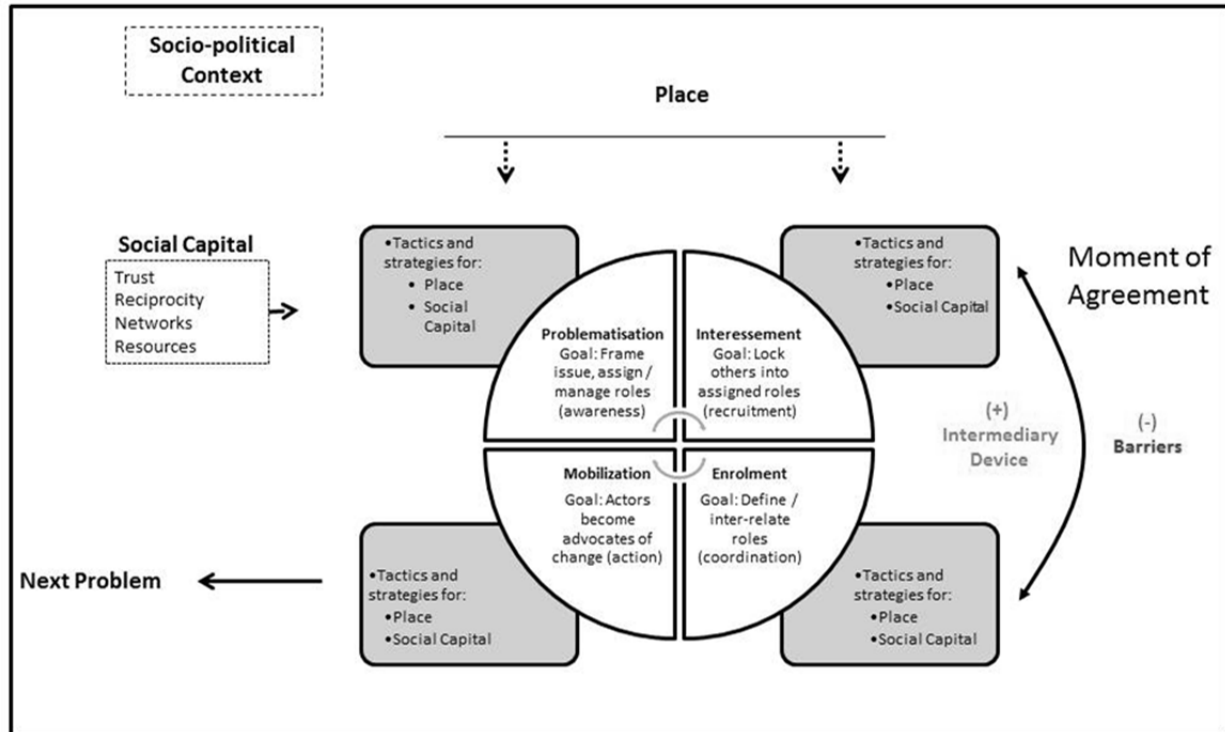 Socio-political
Context
Place
Social Capital
Trust
Reciprocity
Networks
Resources
•Tactics and
strategies for:
• Place
• Social
Capital
•Tactics and
strategies for:
•Place
•Social Capital
Moment of
Agreement
Problematisation
Goal: Frame
issue, assign /
manage roles
(awareness)
Interessement
Goal: Lock
others into
assigned roles
(recruitment)
(+)
Intermediary
Device
(-)
Barriers
Mobilization
Goal: Actors
become
advocates of
change (action)
Enrolment
Goal: Define /
inter-relate
roles
(coordination)
Next Problem
•Tactics and
strategies for:
•Place
•Social Capital
•Tactics and
strategies for:
•Place
•Social Capital